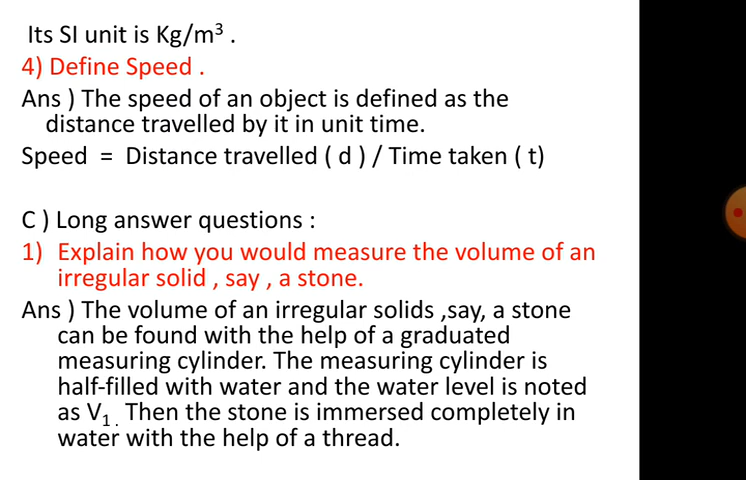 Its SI unit is Kg/m³ .
4) Define Speed .
Ans ) The speed of an object is defined as the
distance travelled by it in unit time.
Speed = Distance travelled ( d ) / Time taken ( t)
C ) Long answer questions :
1) Explain how you would measure the volume of an
irregular solid , say , a stone.
Ans ) The volume of an irregular solids ,say, a stone
can be found with the help of a graduated
measuring cylinder. The measuring cylinder is
half-filled with water and the water level is noted
as V₁ . Then the stone is immersed completely in
water with the help of a thread.